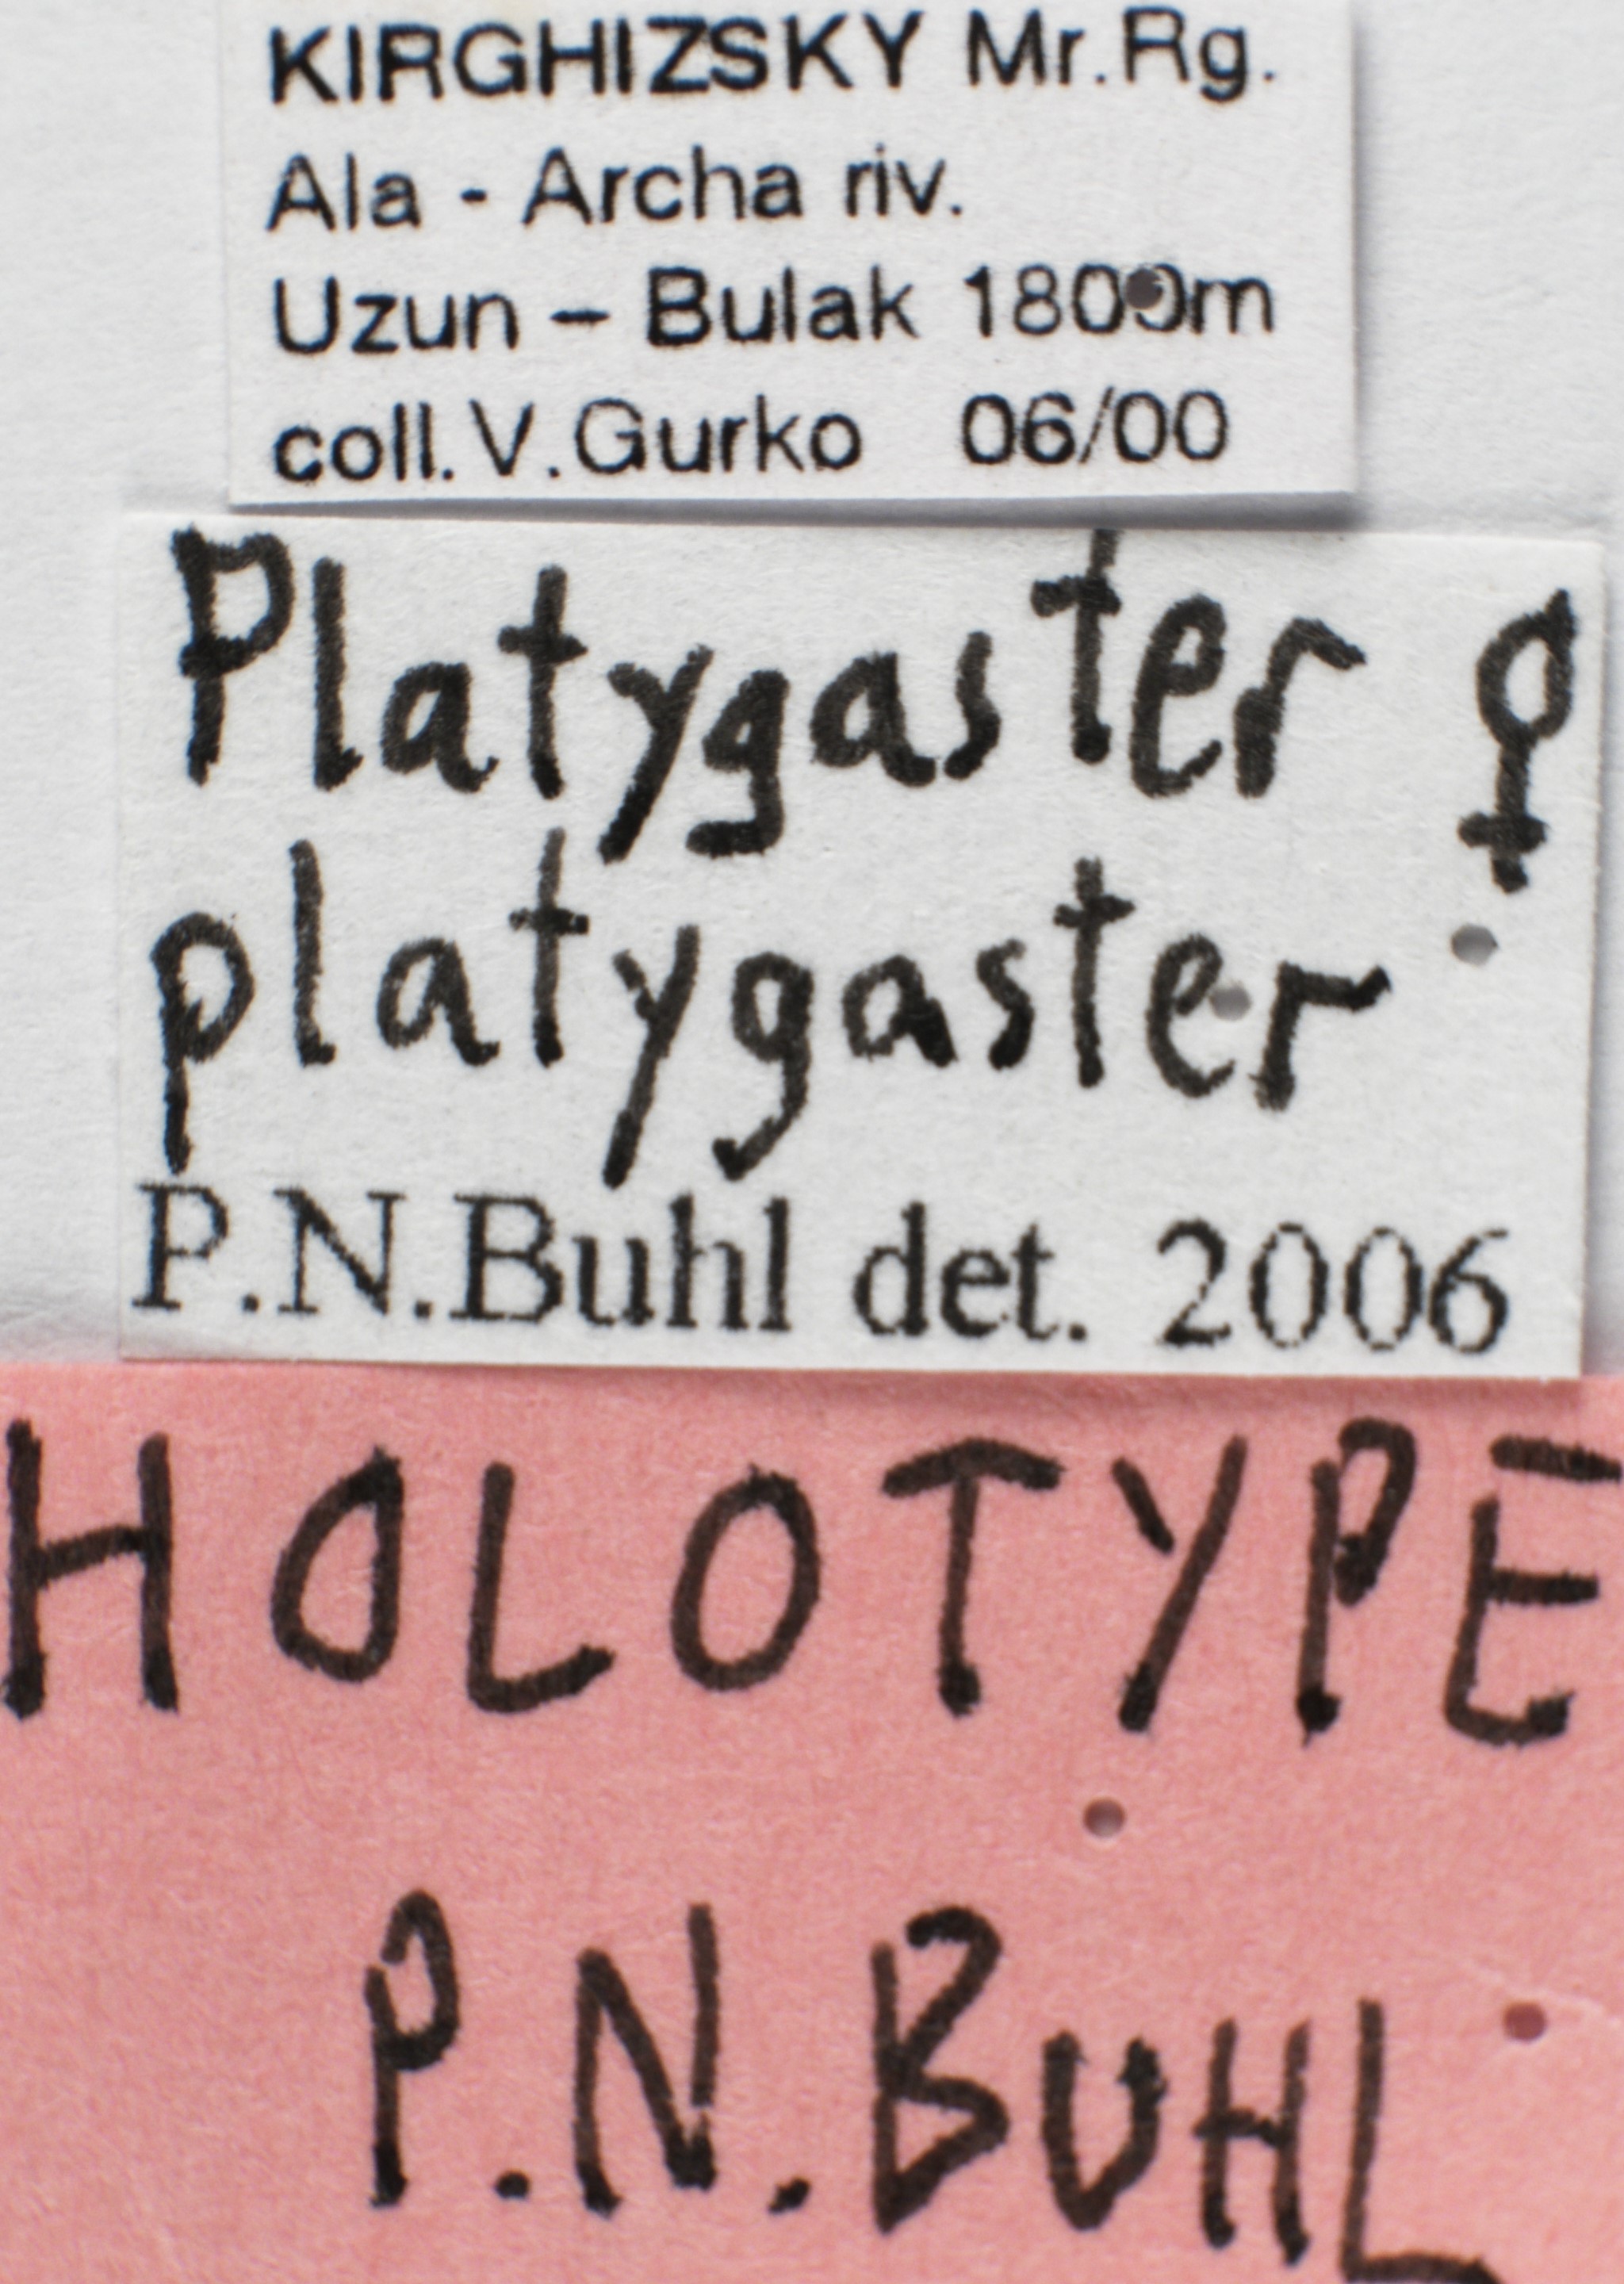 KIRGHIZSKY Mr.Rg.
Ala - Archa riv.
Uzun – Bulak 1800m
coll.V.Gurko 06/00
Platygaster ♀
platygaster
P.N.Buhl det. 2006
HOLOTYPE
P.N.BUHL